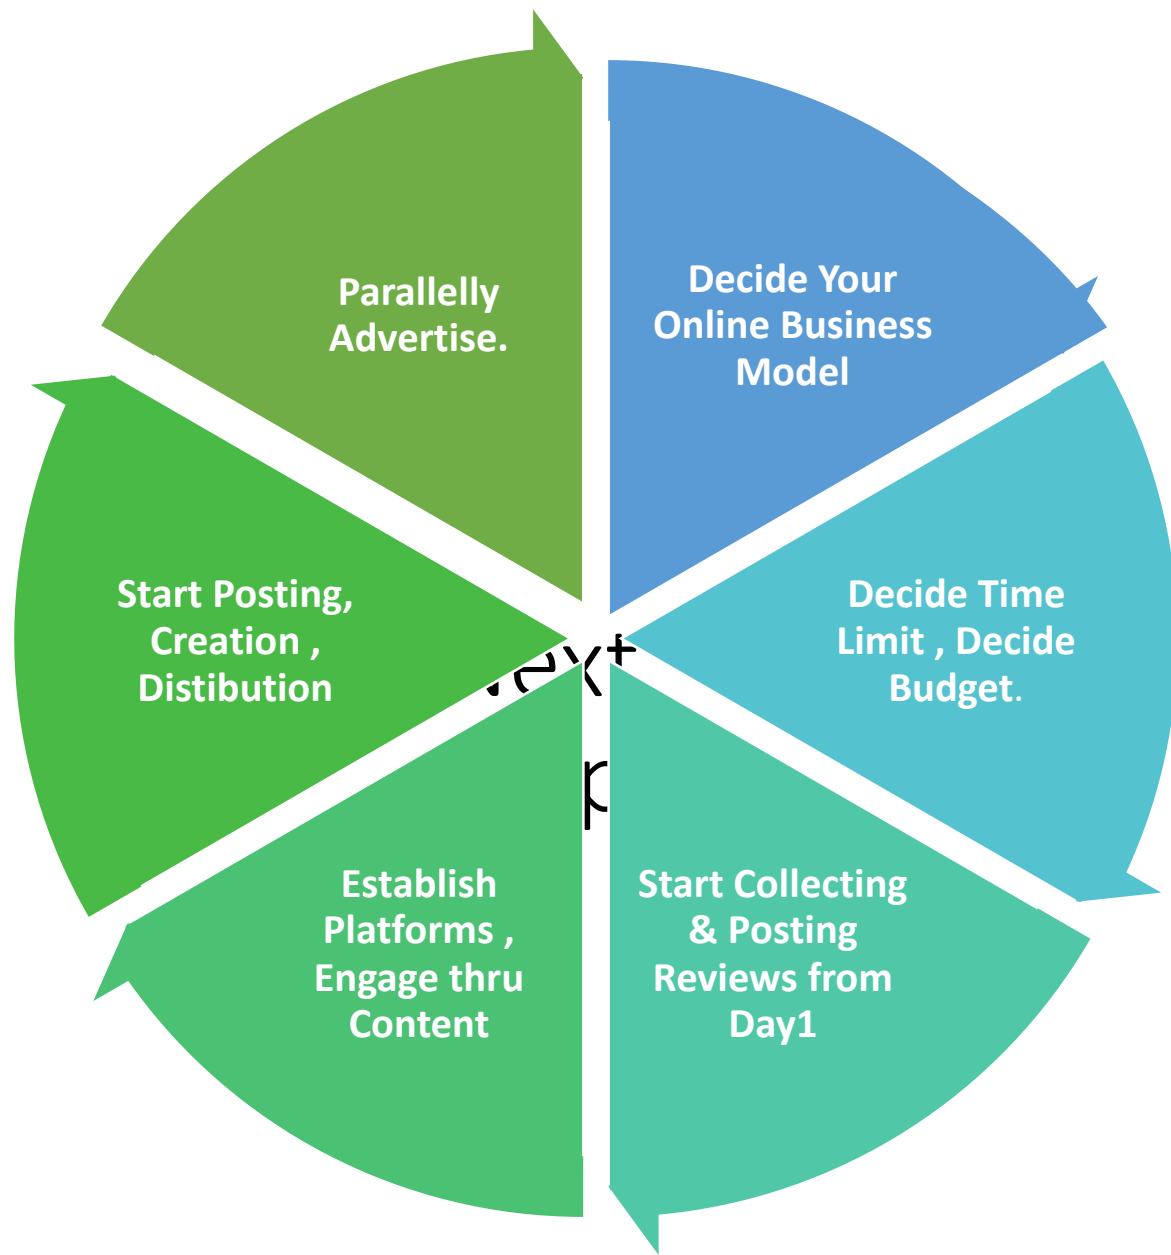 Decide Your
Online Business
Model
Decide Time
Limit , Decide
Budget.
Start Collecting
& Posting
Reviews from
Day1
Establish
Platforms ,
Engage thru
Content
Start Posting,
Creation ,
Distibution
Parallelly
Advertise.